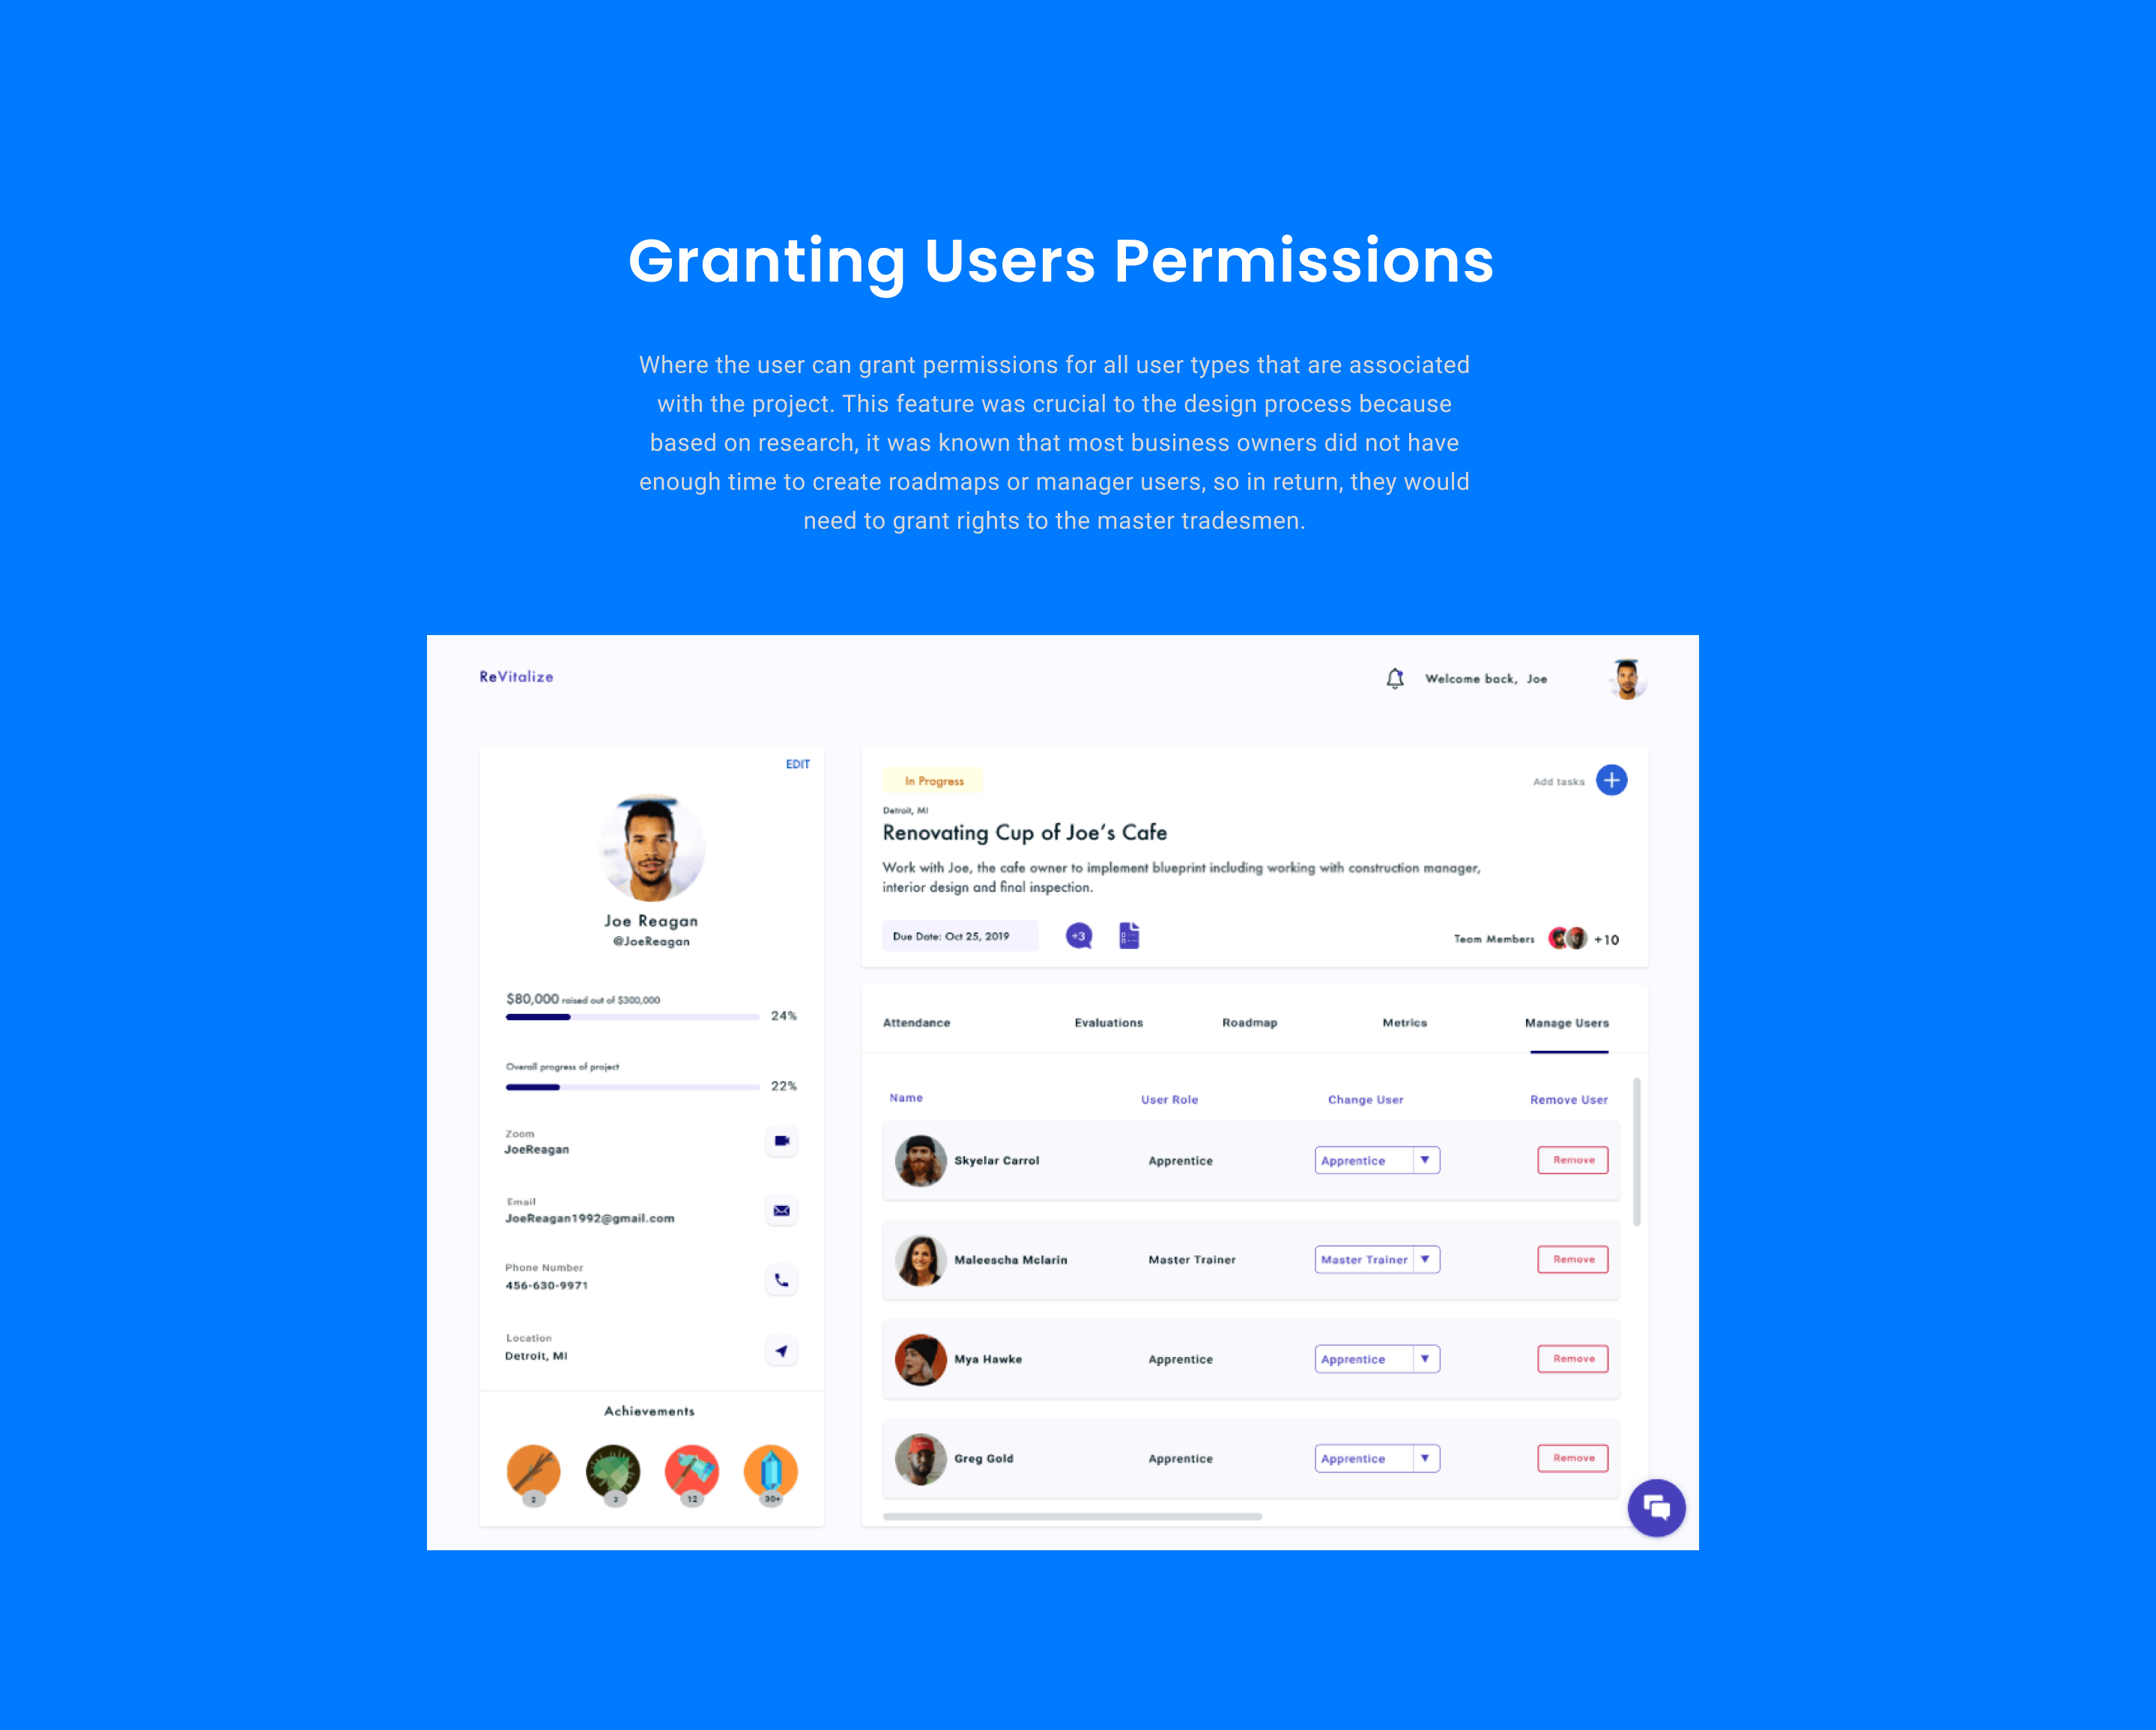 Granting Users Permissions
Where the user can grant permissions for all user types that are associated
with the project. This feature was crucial to the design process because
based on research, it was known that most business owners did not have
enough time to create roadmaps or manager users, so in return, they would
need to grant rights to the master tradesmen.
ReVitalize
Welcome back, Joe
EDIT
Joe Reagan
@JoeReagan
$80,000 raised out of $300,000
24%
Overall progress of project
22%
Zoom
JoeReagan
Email
JoeReagan1992@gmail.com
Phone Number
456-630-9971
Location
Detroit, MI
Achievements
2 3 12 30+
In Progress
Add tasks
Detroit, MI
Renovating Cup of Joe's Cafe
Work with Joe, the cafe owner to implement blueprint including working with construction manager,
interior design and final inspection.
Due Date: Oct 25, 2019 +3 Team Members +10
Attendance Evaluations Roadmap Metrics Manage Users
Name User Role Change User Remove User
Skyelar Carrol Apprentice Apprentice Remove
Maleescha Mclarin Master Trainer Master Trainer Remove
Mya Hawke Apprentice Apprentice Remove
Greg Gold Apprentice Apprentice Remove